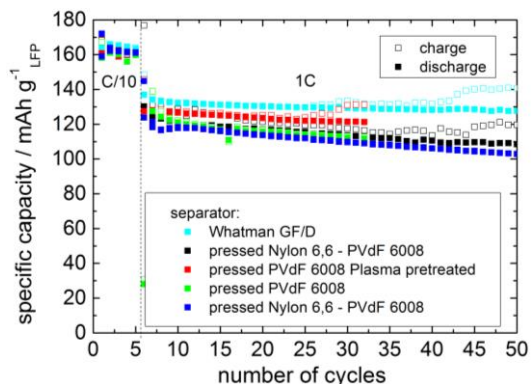 specific capacity / mAh g⁻¹ LFP
180
160
140
120
100
80
60
40
20
0
C/10
1C
charge
discharge
separator:
Whatman GF/D
pressed Nylon 6,6 - PVdF 6008
pressed PVDF 6008 Plasma pretreated
pressed PVDF 6008
pressed Nylon 6,6 - PVdF 6008
0 5 10 15 20 25 30 35 40 45 50
number of cycles